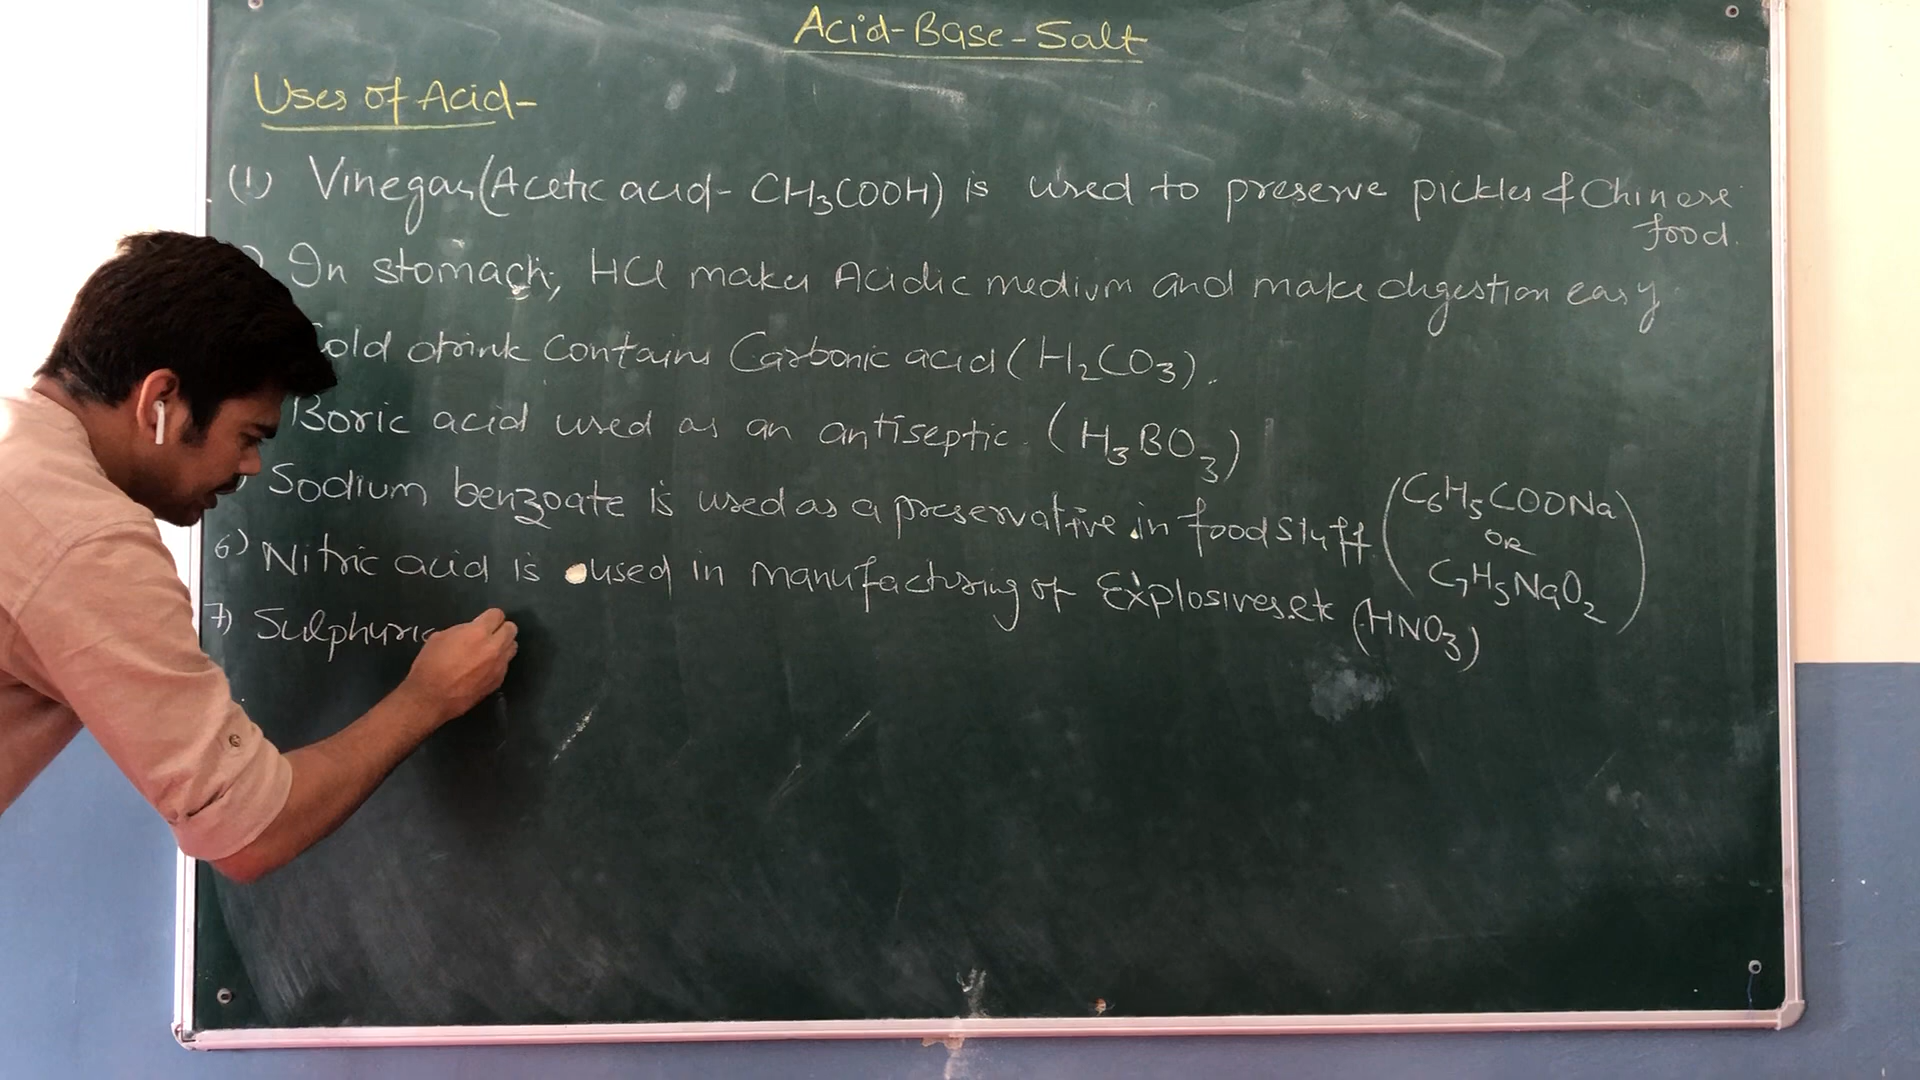 Acid-Base-Salt
Uses of Acid-
(1) Vinegar (Acetic acid- CH3COOH) is used to preserve pickles & Chinese
food.
) In stomach, HCl makes Acidic medium and make digestion easy.
Cold drink contains Carbonic acid (H2CO3).
Boric acid used as an antiseptic. (H3BO3)
) Sodium benzoate is used as a preservative in food stuff (C6H5COONa
OR
C7H5NaO2)
6) Nitric acid is used in manufacturing of Explosives.etc (HNO3)
7) Sulphuric